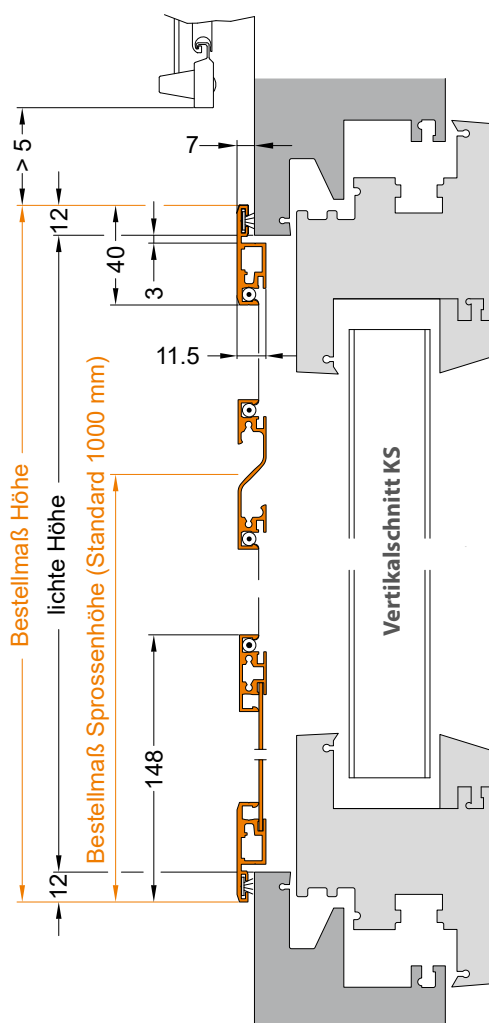 7
> 5
12
40
3
11.5
Bestellmaß Höhe
lichte Höhe
Bestellmaß Sprossenhöhe (Standard 1000 mm)
Vertikalschnitt KS
148
12